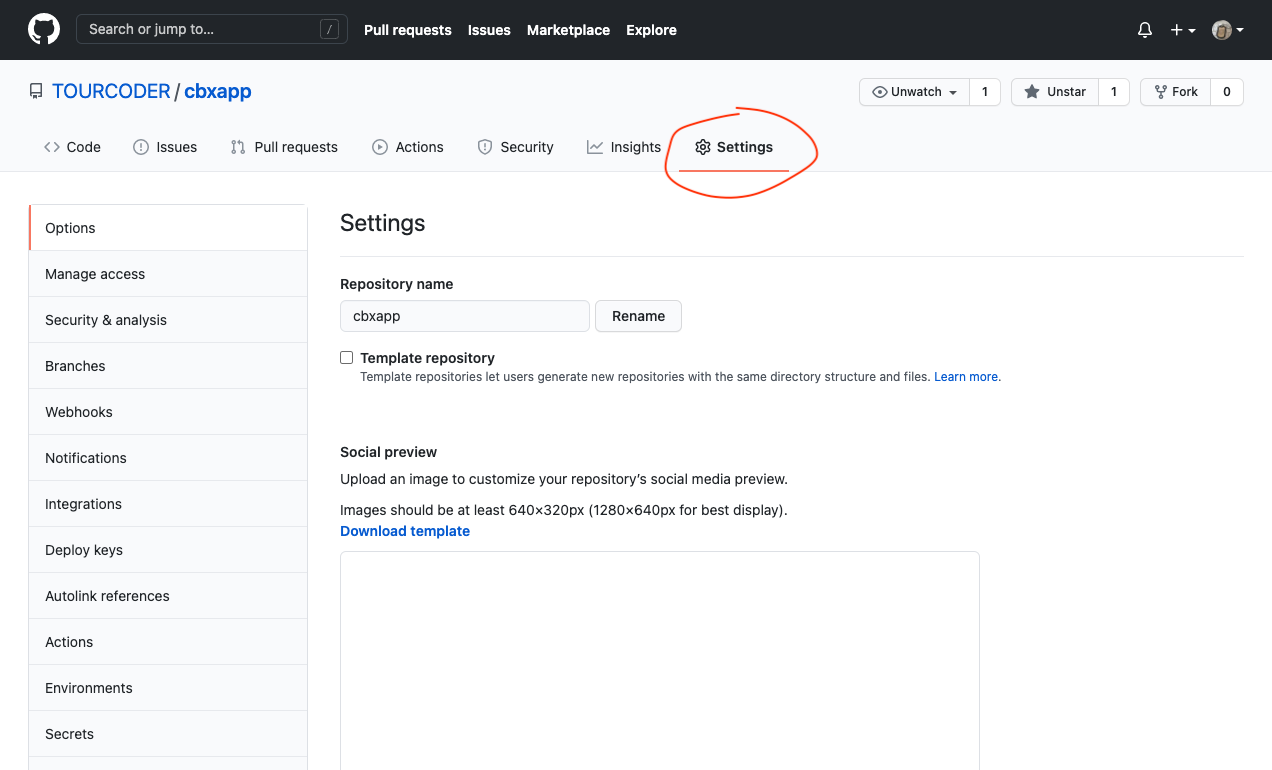 Search or jump to... / Pull requests Issues Marketplace Explore
TOURCODER / cbxapp Unwatch 1 Unstar 1 Fork 0
Code Issues Pull requests Actions Security Insights Settings
Options
Manage access
Security & analysis
Branches
Webhooks
Notifications
Integrations
Deploy keys
Autolink references
Actions
Environments
Secrets
Settings
Repository name
cbxapp Rename
Template repository
Template repositories let users generate new repositories with the same directory structure and files. Learn more.
Social preview
Upload an image to customize your repository’s social media preview.
Images should be at least 640×320px (1280×640px for best display).
Download template